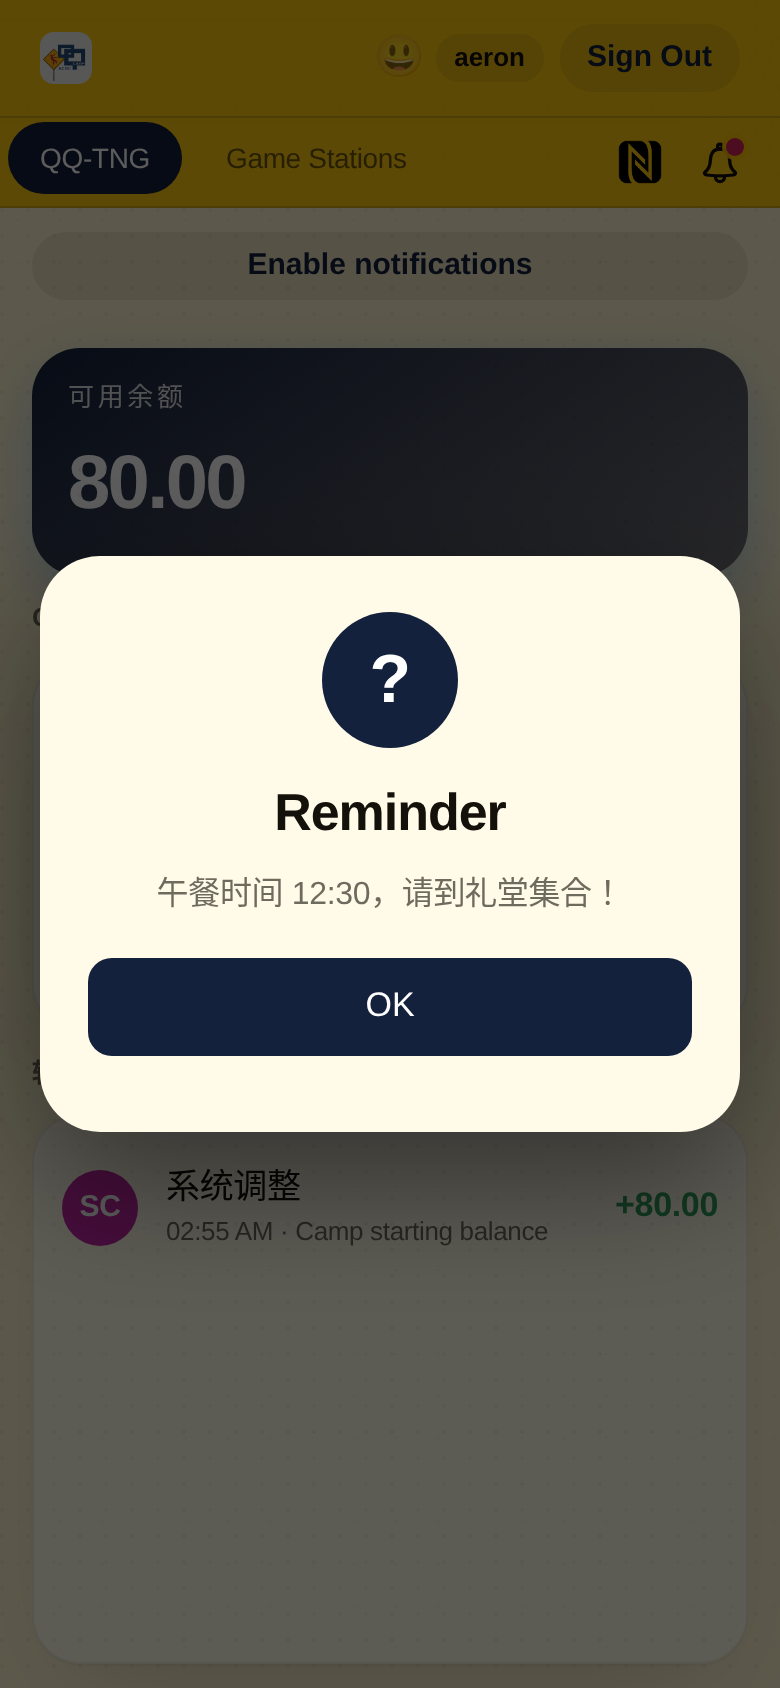 aeron
Sign Out
QQ-TNG
Game Stations
Enable notifications
可用余额
80.00
?
Reminder
午餐时间 12:30，请到礼堂集合！
OK
SC
系统调整
+80.00
02:55 AM · Camp starting balance